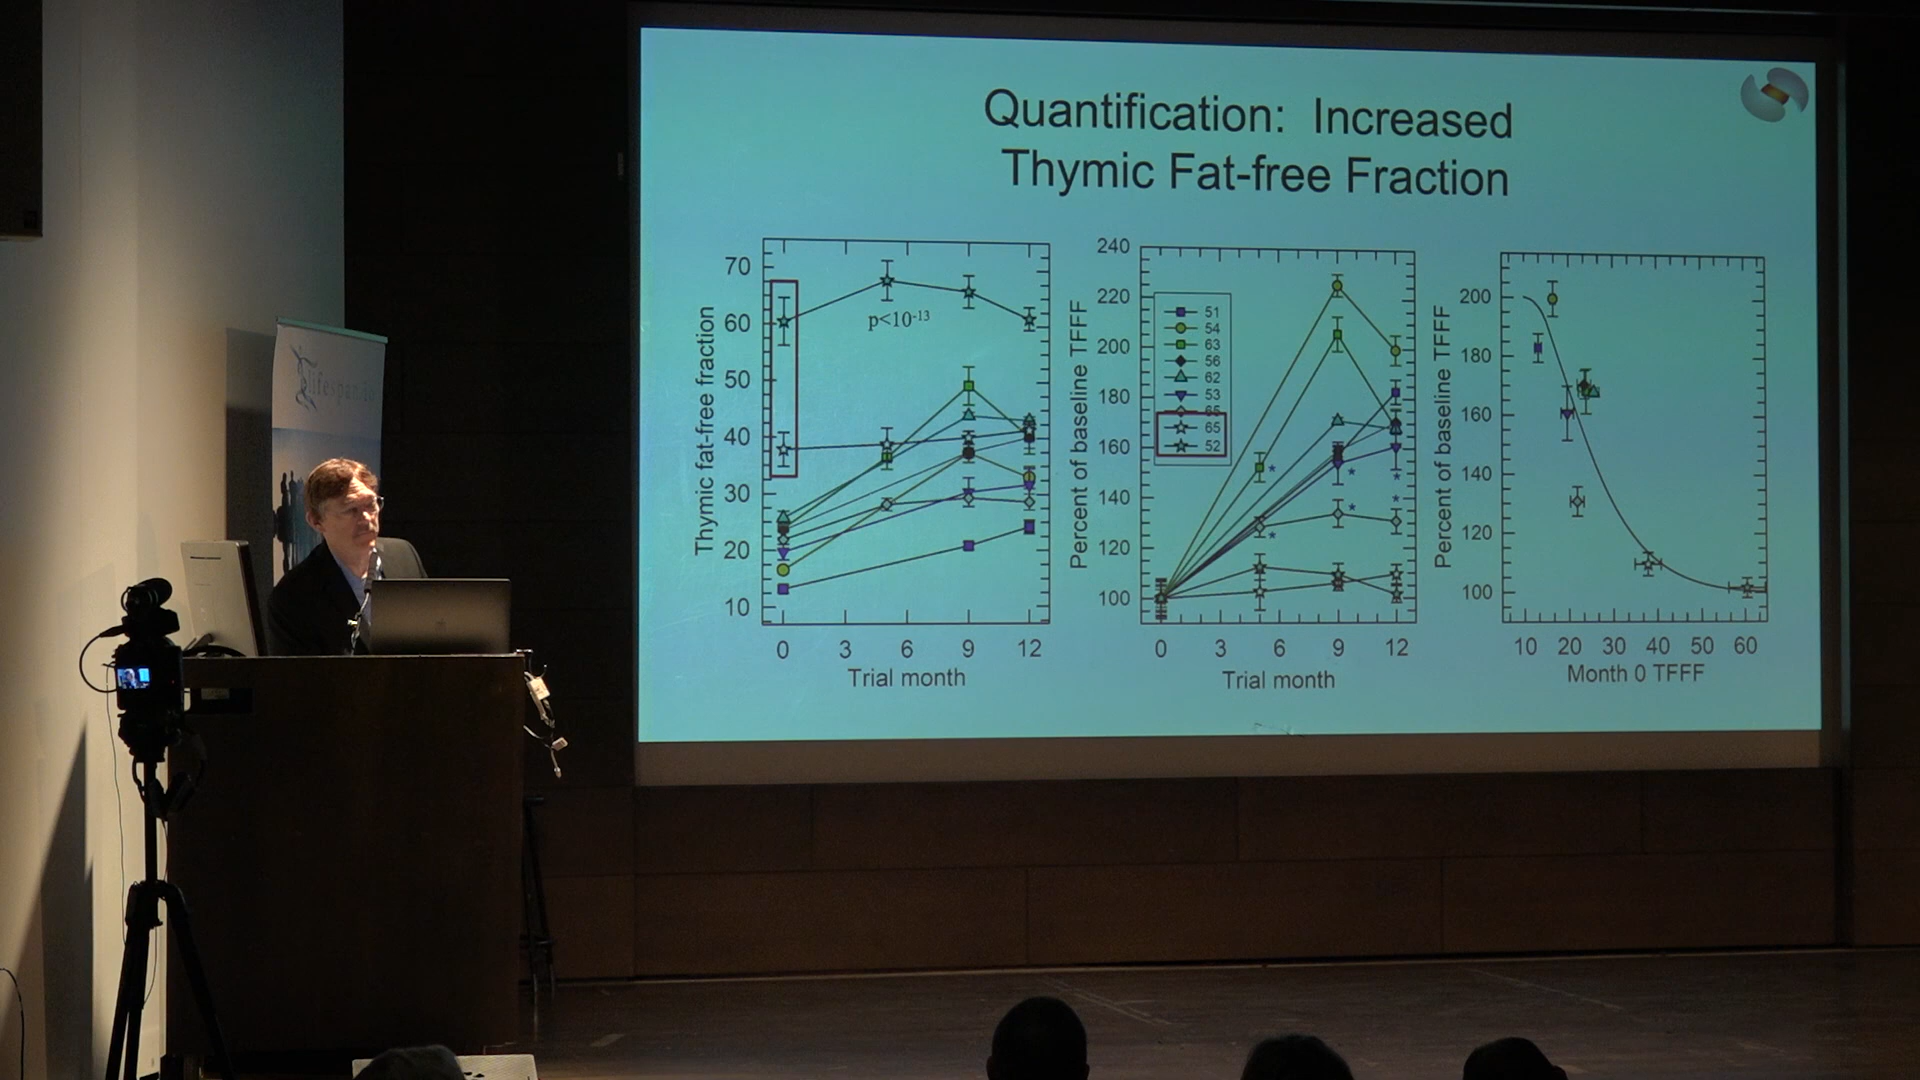 Quantification: Increased
Thymic Fat-free Fraction
Thymic fat-free fraction
70
60
50
40
30
20
10
p<10-13
0 3 6 9 12
Trial month
Percent of baseline TFFF
240
220
200
180
160
140
120
100
51
54
63
56
62
53
65
65
52
0 3 6 9 12
Trial month
Percent of baseline TFFF
200
180
160
140
120
100
10 20 30 40 50 60
Month 0 TFFF
lifespan.io